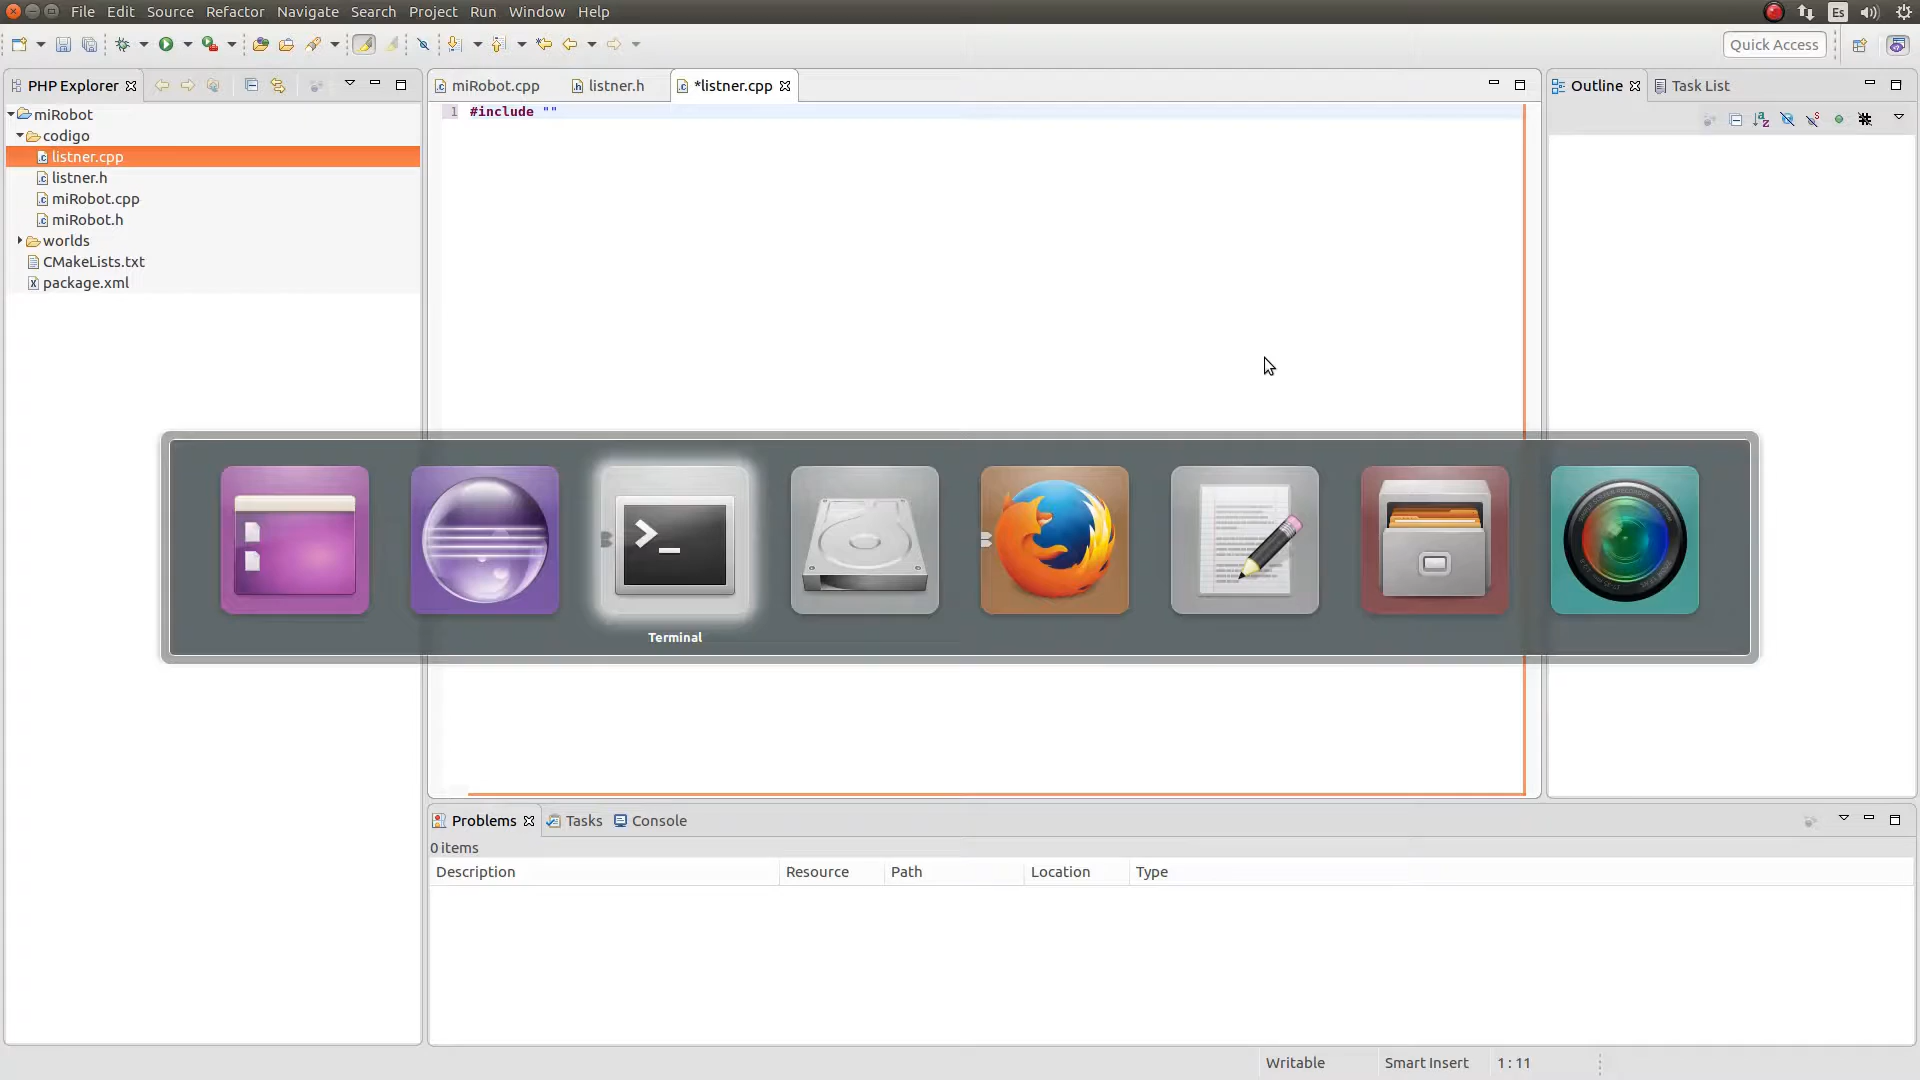 File Edit Source Refactor Navigate Search Project Run Window Help
Es
Quick Access
PHP Explorer
miRobot.cpp
listner.h
*listner.cpp
Outline
Task List
1 #include ""
miRobot
codigo
listner.cpp
listner.h
miRobot.cpp
miRobot.h
worlds
CMakeLists.txt
package.xml
Terminal
Problems
Tasks
Console
0 items
Description Resource Path Location Type
Writable Smart Insert 1 : 11